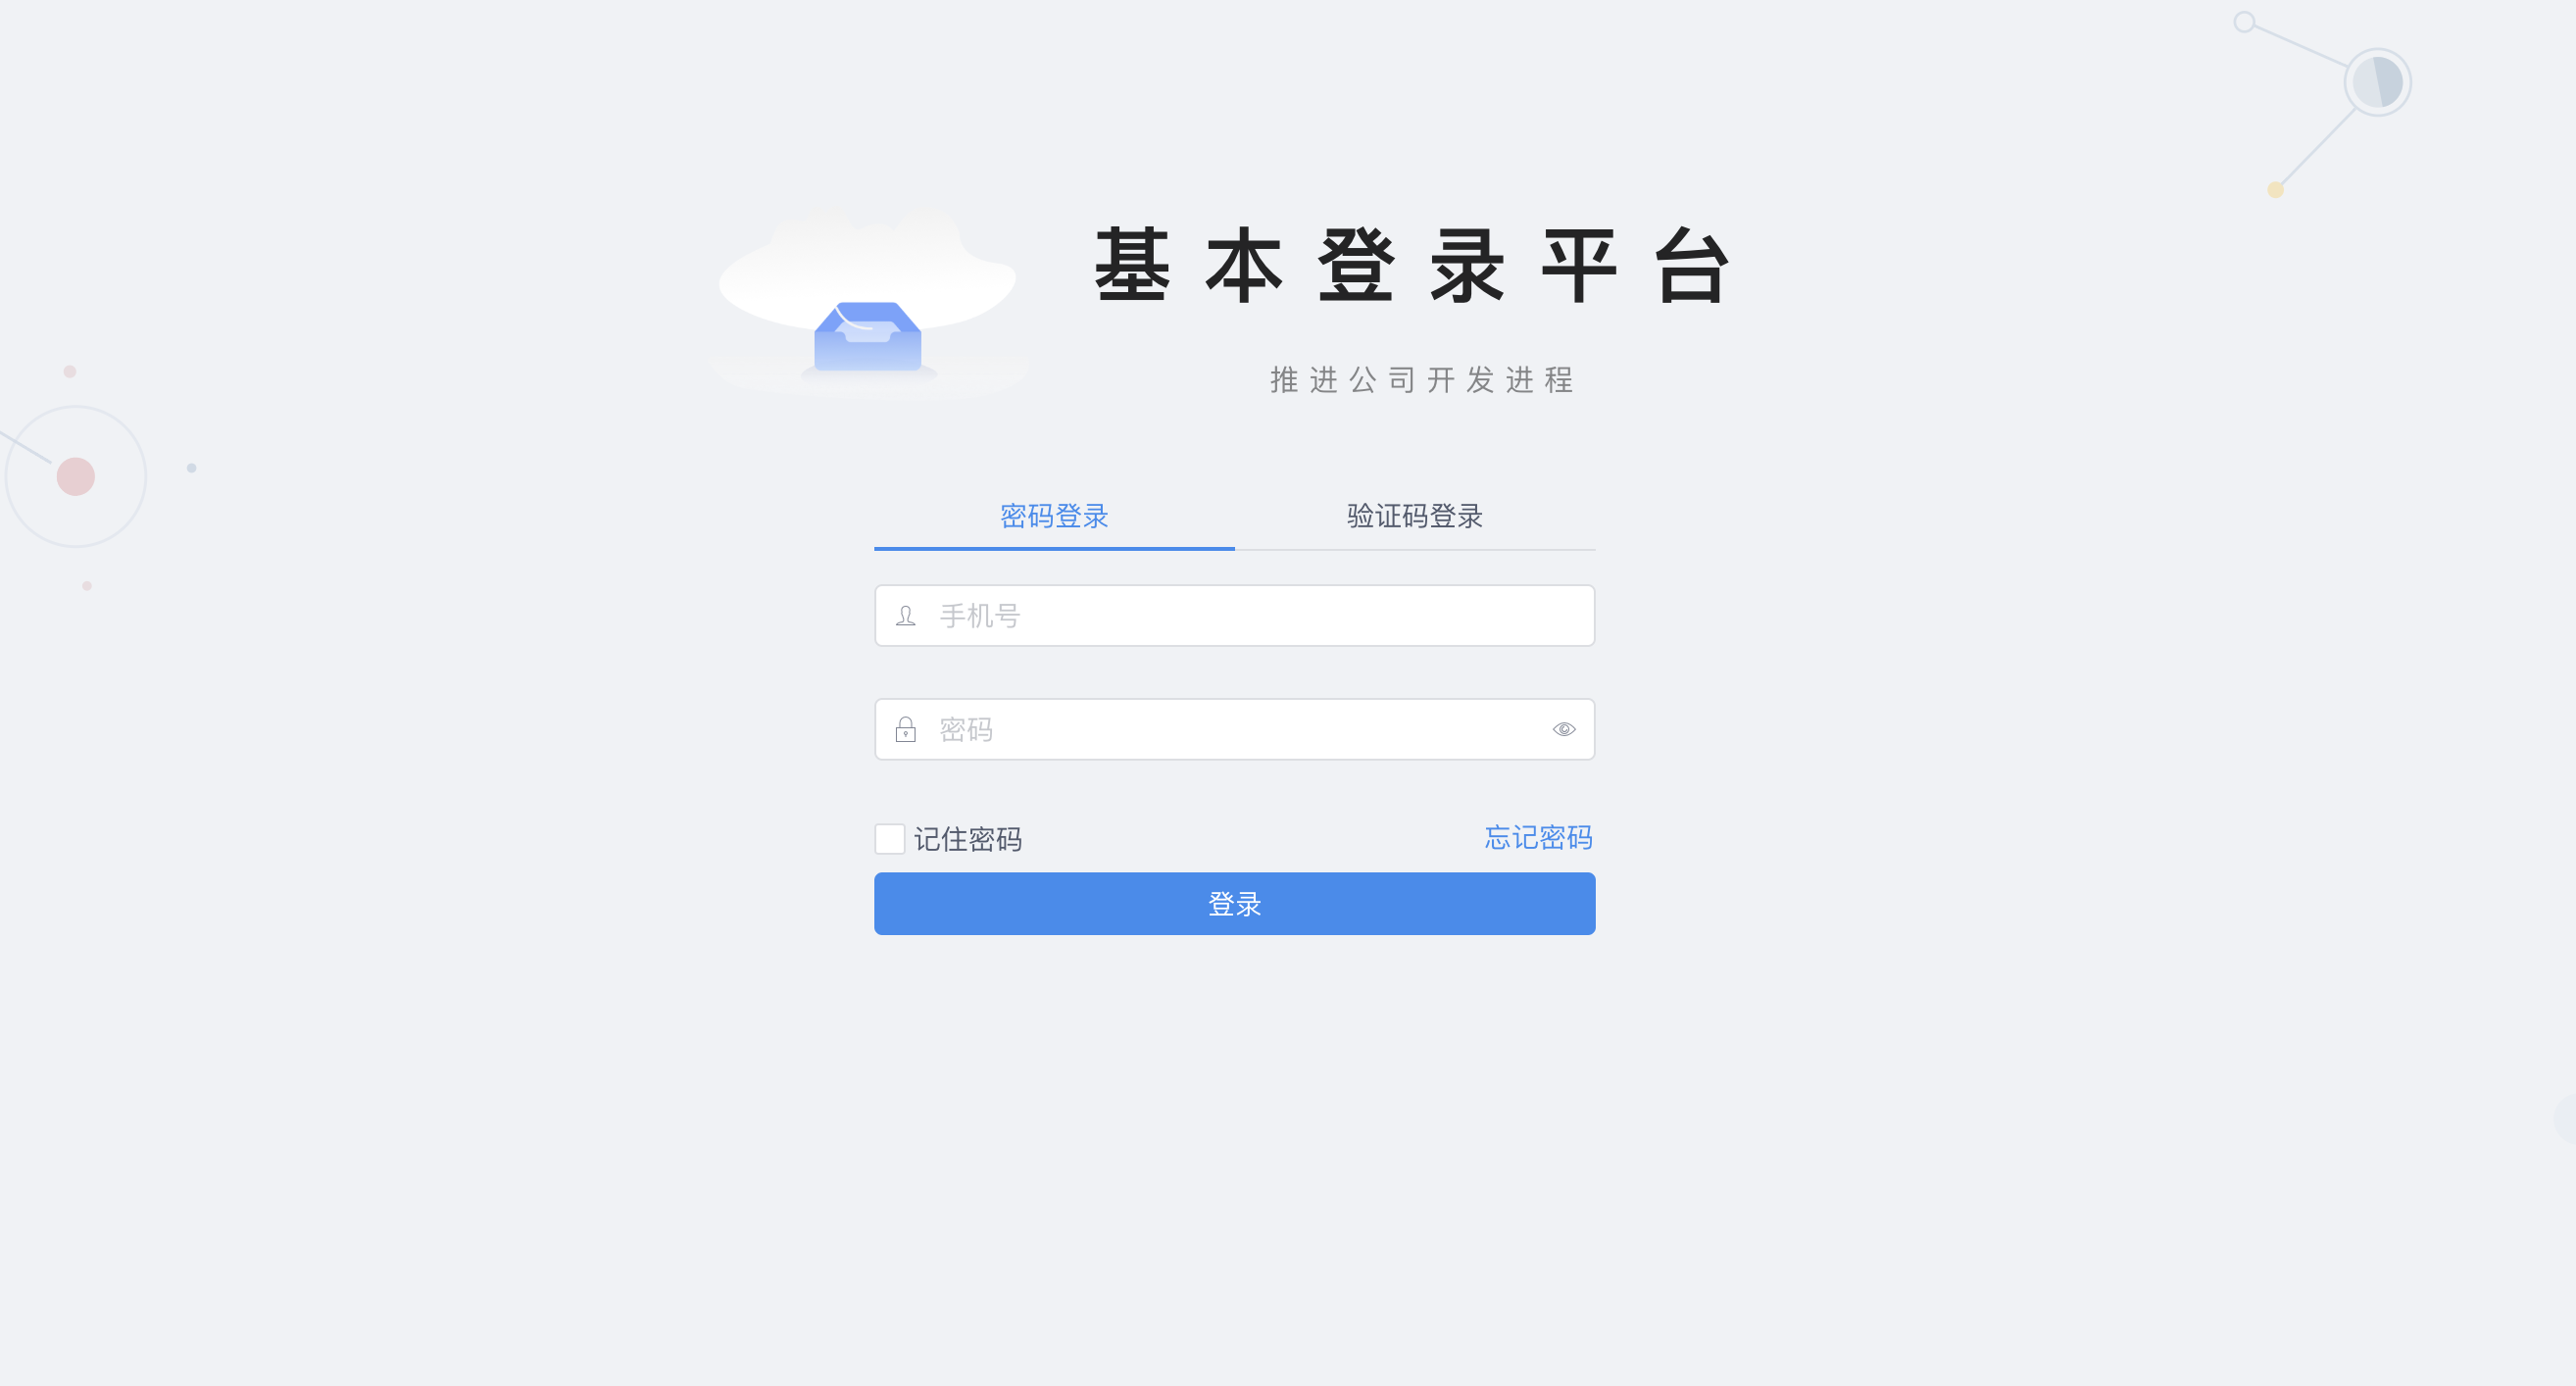 基本登录平台
推进公司开发进程
密码登录 验证码登录
手机号
密码
记住密码 忘记密码
登录